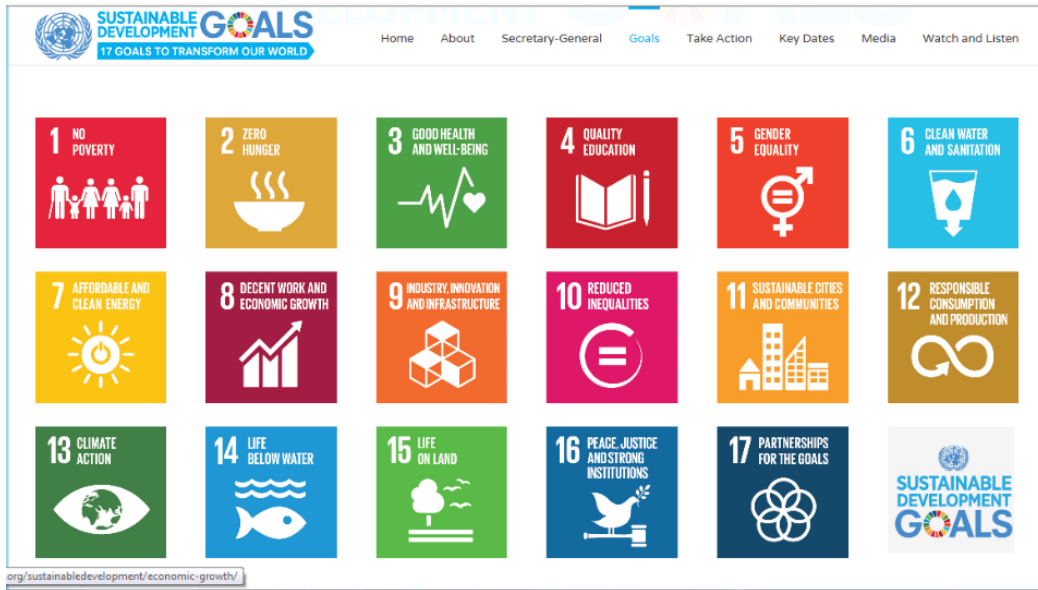 SUSTAINABLE
DEVELOPMENT GOALS
17 GOALS TO TRANSFORM OUR WORLD
Home About Secretary-General Goals Take Action Key Dates Media Watch and Listen
1 NO
POVERTY
2 ZERO
HUNGER
3 GOOD HEALTH
AND WELL-BEING
4 QUALITY
EDUCATION
5 GENDER
EQUALITY
6 CLEAN WATER
AND SANITATION
7 AFFORDABLE AND
CLEAN ENERGY
8 DECENT WORK AND
ECONOMIC GROWTH
9 INDUSTRY, INNOVATION
AND INFRASTRUCTURE
10 REDUCED
INEQUALITIES
11 SUSTAINABLE CITIES
AND COMMUNITIES
12 RESPONSIBLE
CONSUMPTION
AND PRODUCTION
13 CLIMATE
ACTION
14 LIFE
BELOW WATER
15 LIFE
ON LAND
16 PEACE, JUSTICE
AND STRONG
INSTITUTIONS
17 PARTNERSHIPS
FOR THE GOALS
SUSTAINABLE
DEVELOPMENT
GOALS
org/sustainabledevelopment/economic-growth/